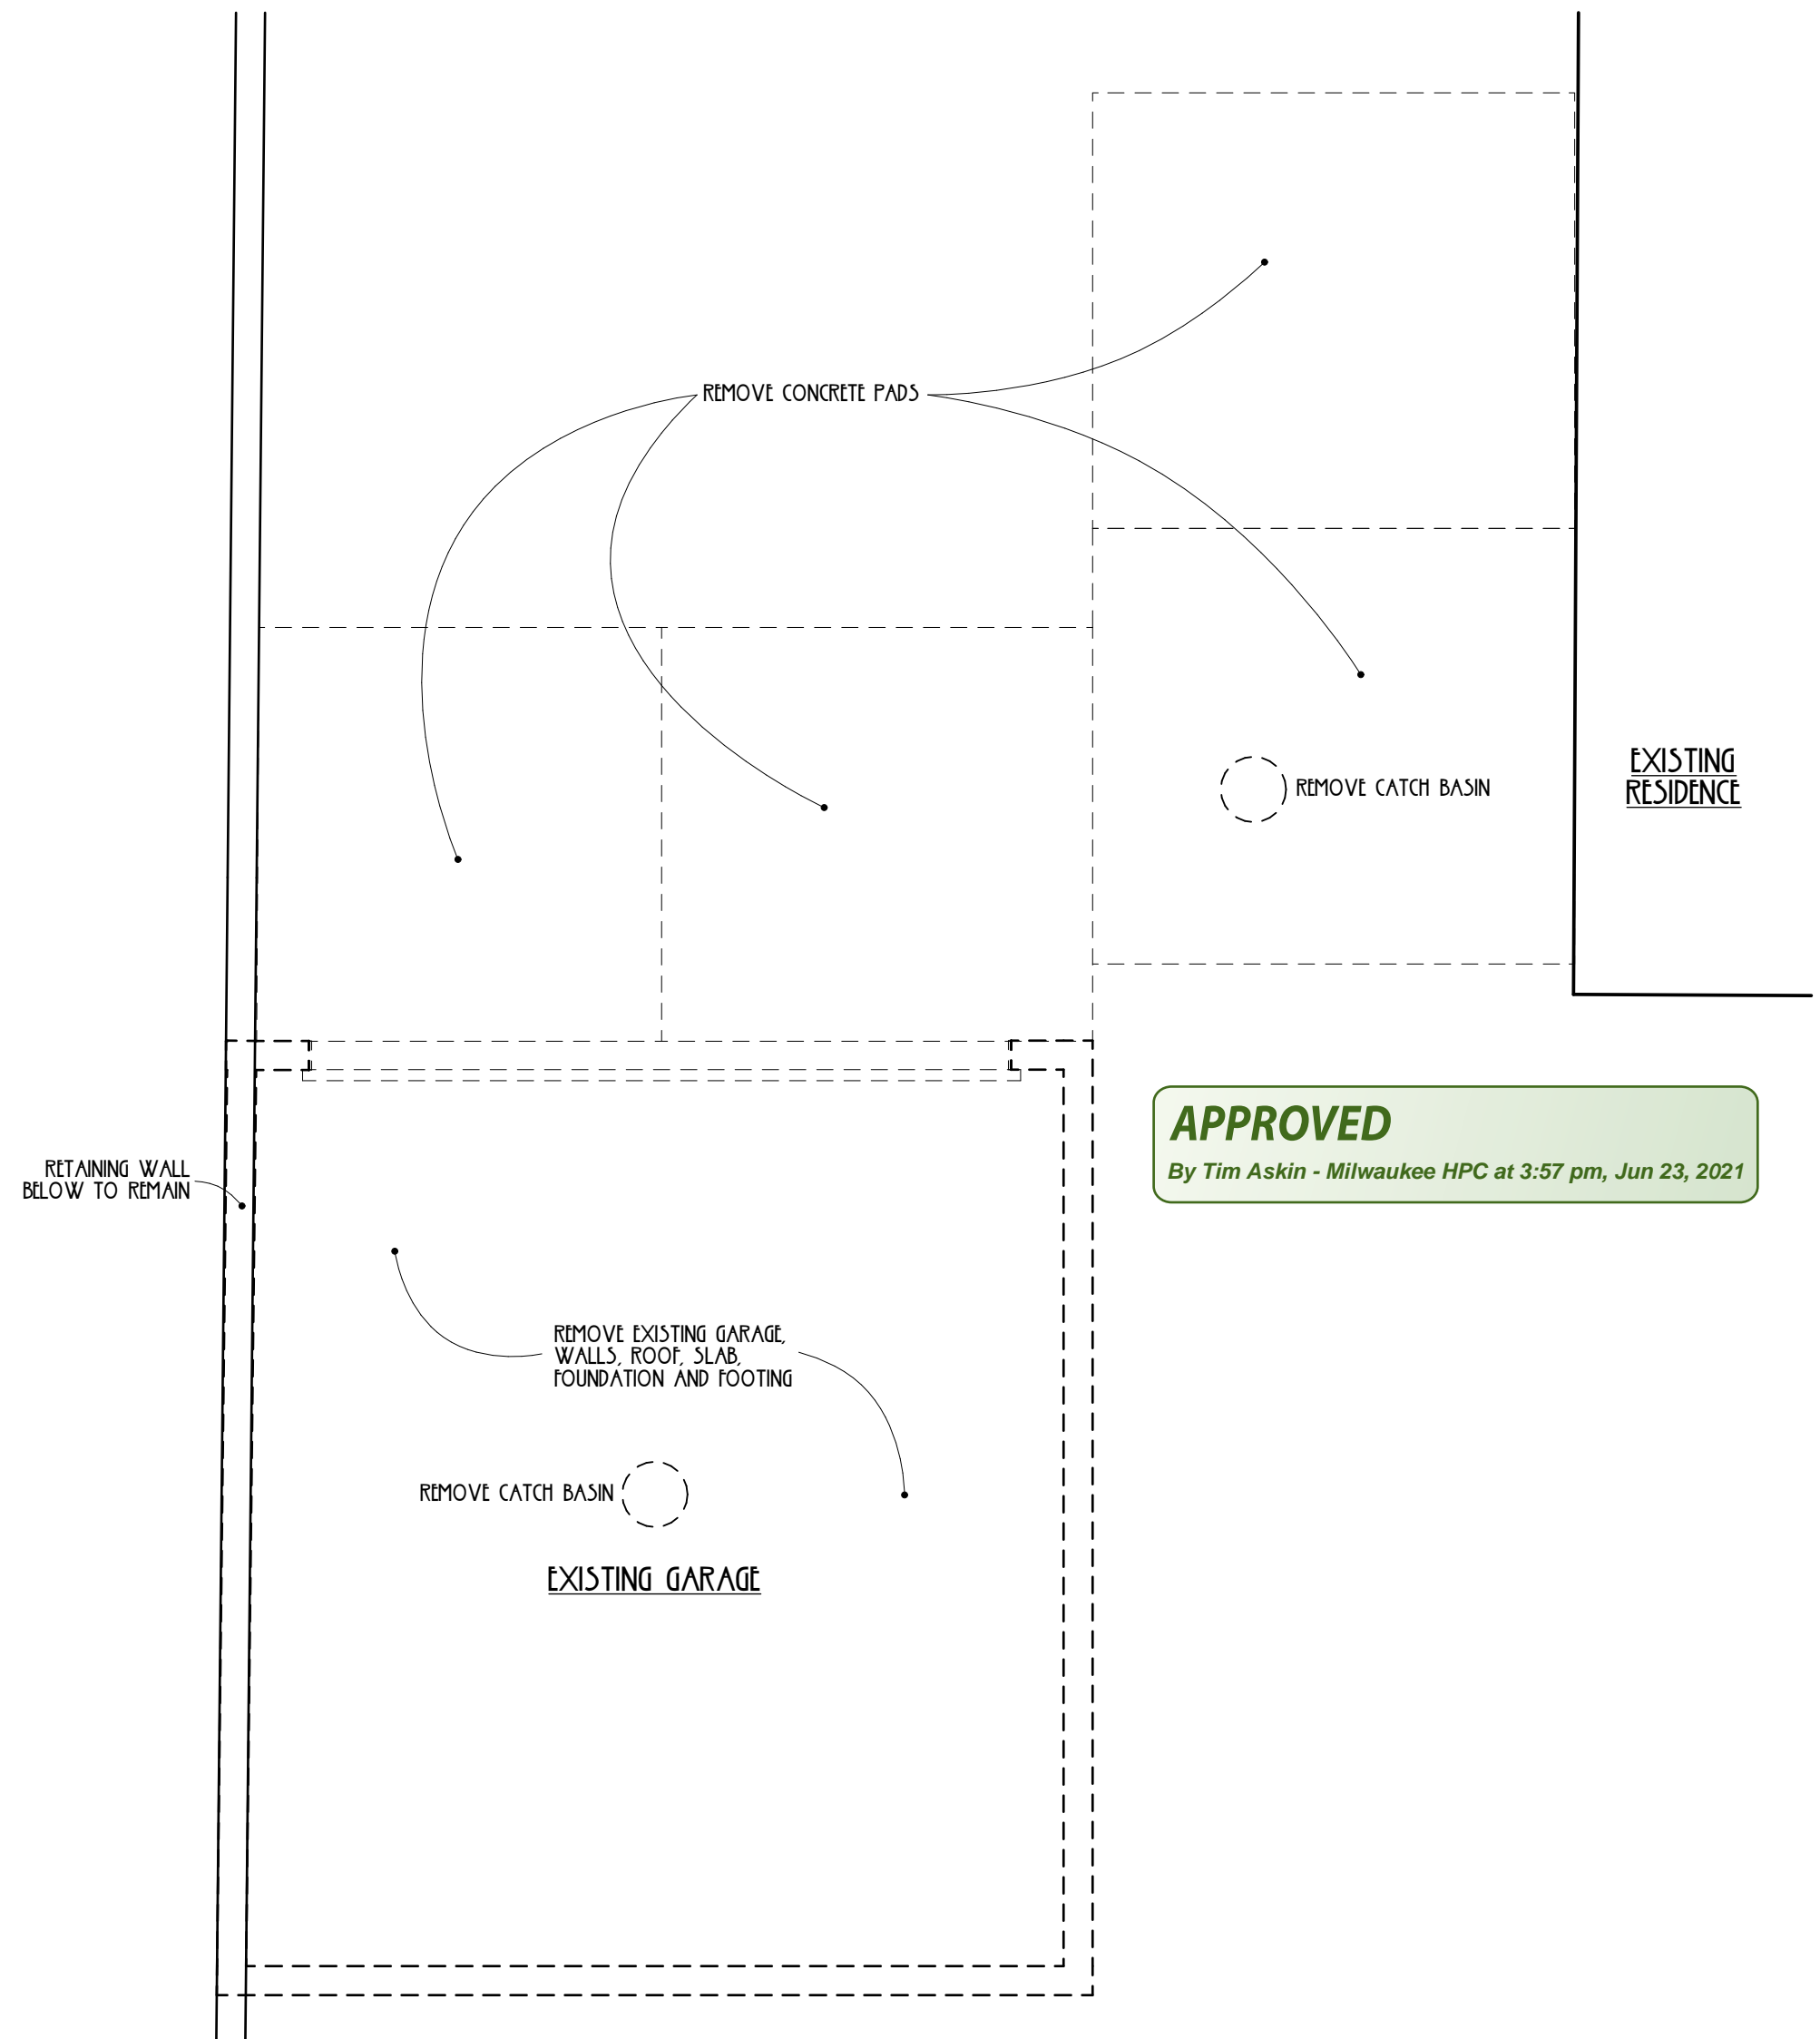 REMOVE CONCRETE PADS
REMOVE CATCH BASIN
EXISTING
RESIDENCE
APPROVED
By Tim Askin - Milwaukee HPC at 3:57 pm, Jun 23, 2021
RETAINING WALL
BELOW TO REMAIN
REMOVE EXISTING GARAGE,
WALLS, ROOF, SLAB,
FOUNDATION AND FOOTING
REMOVE CATCH BASIN
EXISTING GARAGE